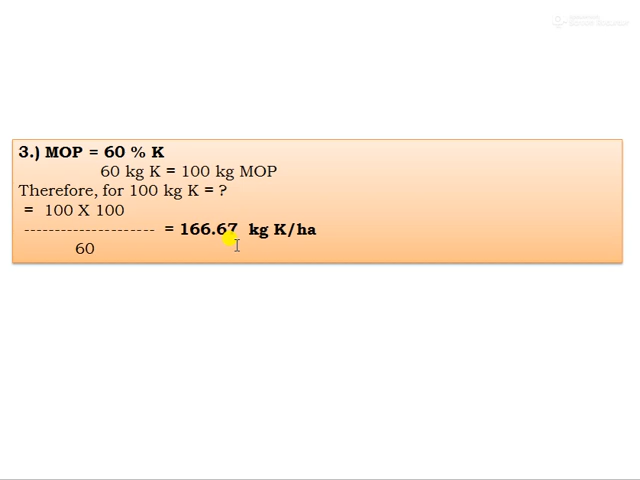 3.) MOP = 60 % K
60 kg K = 100 kg MOP
Therefore, for 100 kg K = ?
= 100 X 100
--------------------- = 166.67 kg K/ha
60